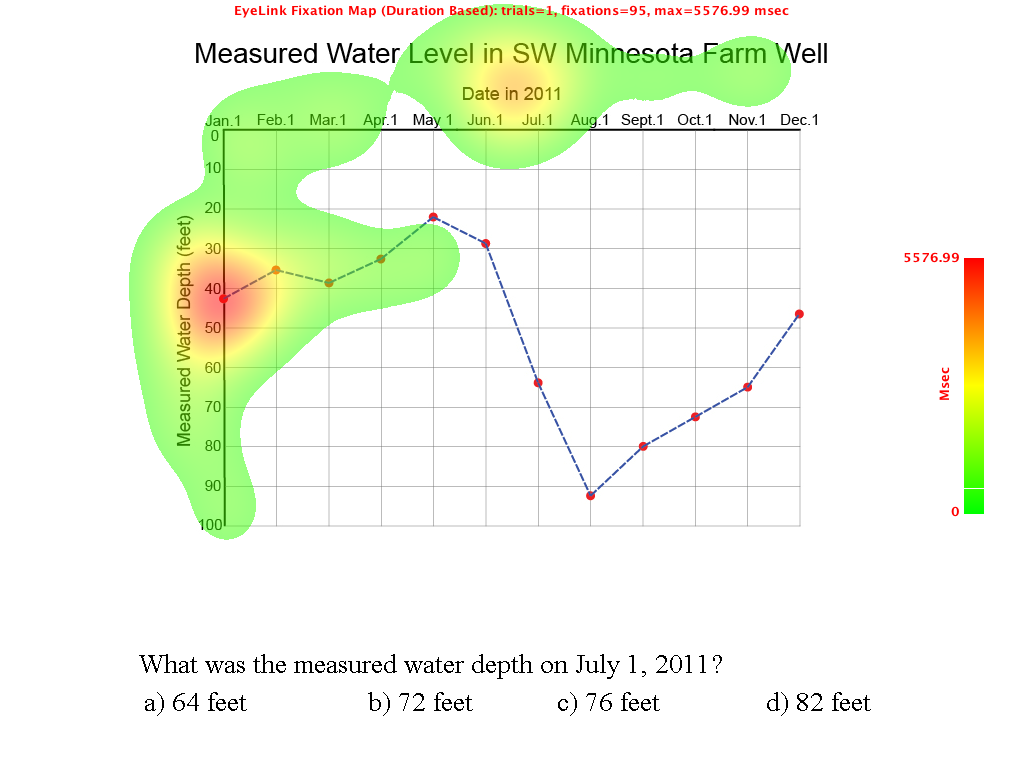 EyeLink Fixation Map (Duration Based): trials=1, fixations=95, max=5576.99 msec
Measured Water Level in SW Minnesota Farm Well
Date in 2011
Jan.1 Feb.1 Mar.1 Apr.1 May 1 Jun.1 Jul.1 Aug.1 Sept.1 Oct.1 Nov.1 Dec.1
0
10
20
30
40
50
60
70
80
90
100
Measured Water Depth (feet)
5576.99
Msec
0
What was the measured water depth on July 1, 2011?
a) 64 feet b) 72 feet c) 76 feet d) 82 feet